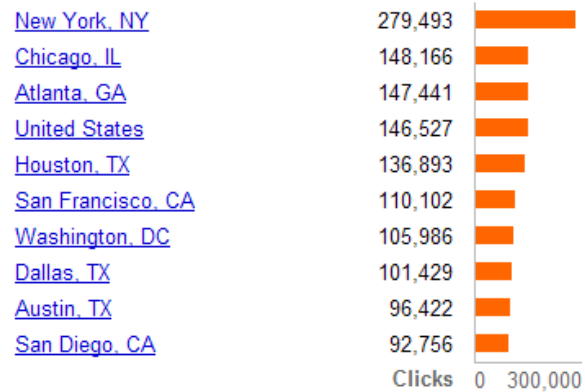 New York, NY 279,493
Chicago, IL 148,166
Atlanta, GA 147,441
United States 146,527
Houston, TX 136,893
San Francisco, CA 110,102
Washington, DC 105,986
Dallas, TX 101,429
Austin, TX 96,422
San Diego, CA 92,756
Clicks 0 300,000